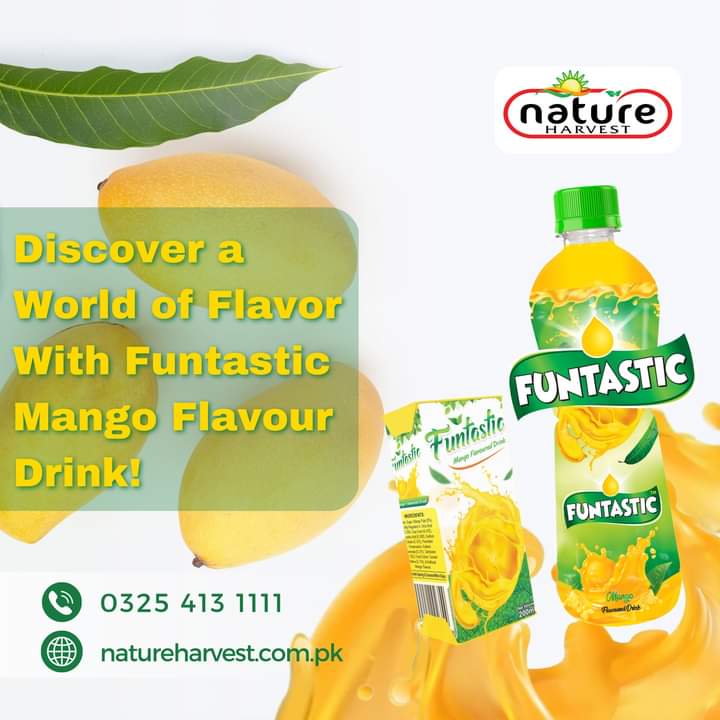 nature
HARVEST
Discover a
World of Flavor
With Funtastic
Mango Flavour
Drink!
FUNTASTIC
Funtastic
Mango Flavoured Drink
Funtastic
INGREDIENTS:
200ml
FUNTASTIC
Mango
Flavoured Drink
0325 413 1111
natureharvest.com.pk